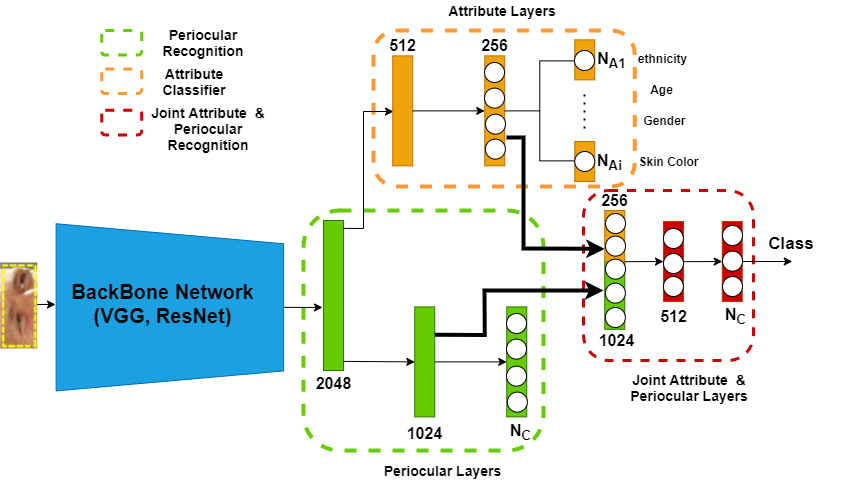 Periocular
Recognition
Attribute
Classifier
Joint Attribute &
Periocular
Recognition
Attribute Layers
512
256
N_A1
ethnicity
Age
Gender
N_Ai
Skin Color
BackBone Network
(VGG, ResNet)
2048
1024
N_C
Periocular Layers
256
1024
512
N_C
Class
Joint Attribute &
Periocular Layers